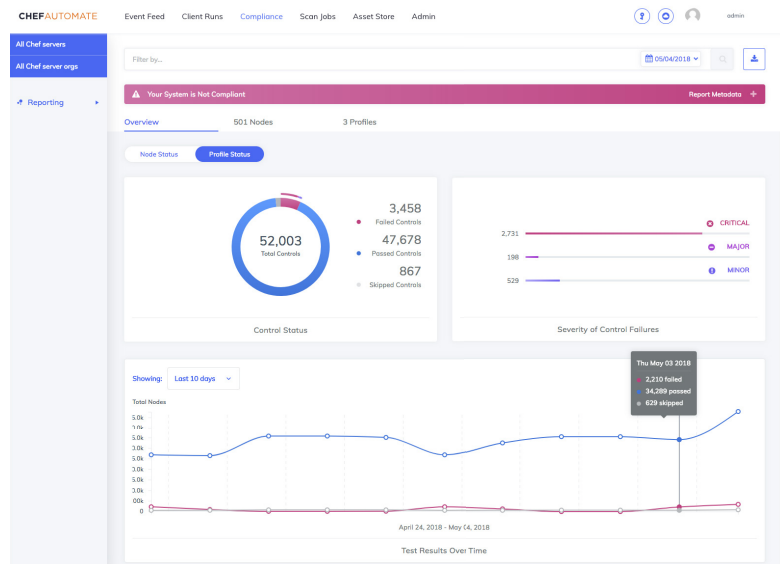 CHEFAUTOMATE
Event Feed Client Runs Compliance Scan Jobs Asset Store Admin
admin
All Chef servers
All Chef server orgs
Reporting
Filter by...
05/04/2018
Your System is Not Compliant
Report Metadata +
Overview 501 Nodes 3 Profiles
Node Status Profile Status
52,003
Total Controls
3,458
Failed Controls
47,678
Passed Controls
867
Skipped Controls
Control Status
CRITICAL
2,731
MAJOR
198
MINOR
529
Severity of Control Failures
Showing: Last 10 days
Thu May 03 2018
2,210 failed
34,289 passed
629 skipped
Total Nodes
0
April 24, 2018 - May 04, 2018
Test Results Over Time